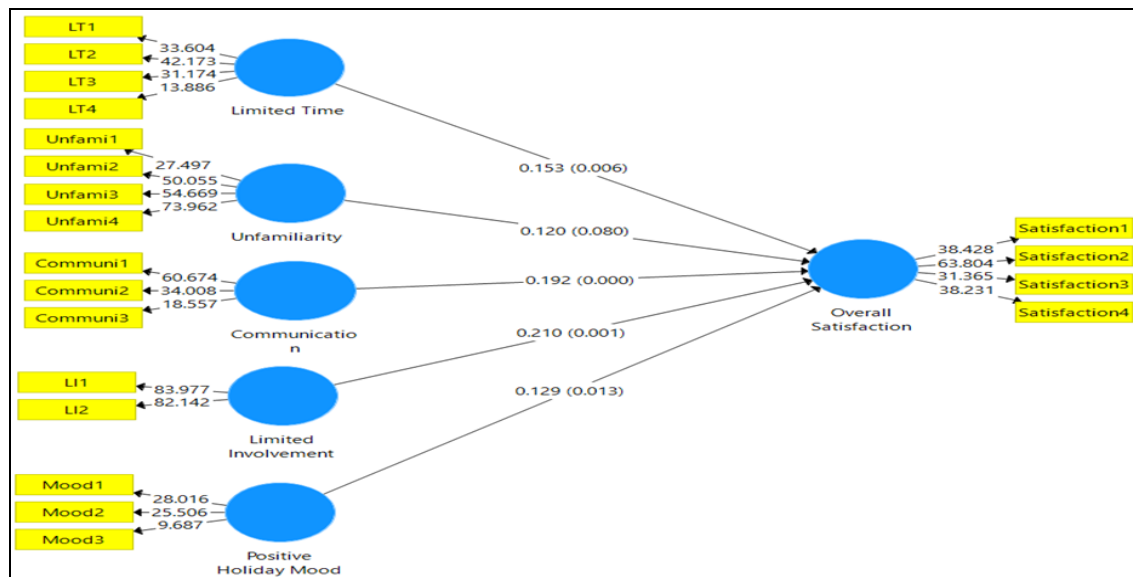 LT1
33.604
LT2
42.173
LT3
31.174
13.886
LT4
Limited Time
Unfami1
27.497
Unfami2
50.055
Unfami3
54.669
73.962
Unfami4
Unfamiliarity
Communi1
60.674
Communi2
34.008
18.557
Communi3
Communicatio
n
LI1
83.977
82.142
LI2
Limited
Involvement
Mood1
28.016
Mood2
25.506
9.687
Mood3
Positive
Holiday Mood
0.153 (0.006)
0.120 (0.080)
0.192 (0.000)
0.210 (0.001)
0.129 (0.013)
Overall
Satisfaction
38.428
Satisfaction1
63.804
Satisfaction2
31.365
Satisfaction3
38.231
Satisfaction4